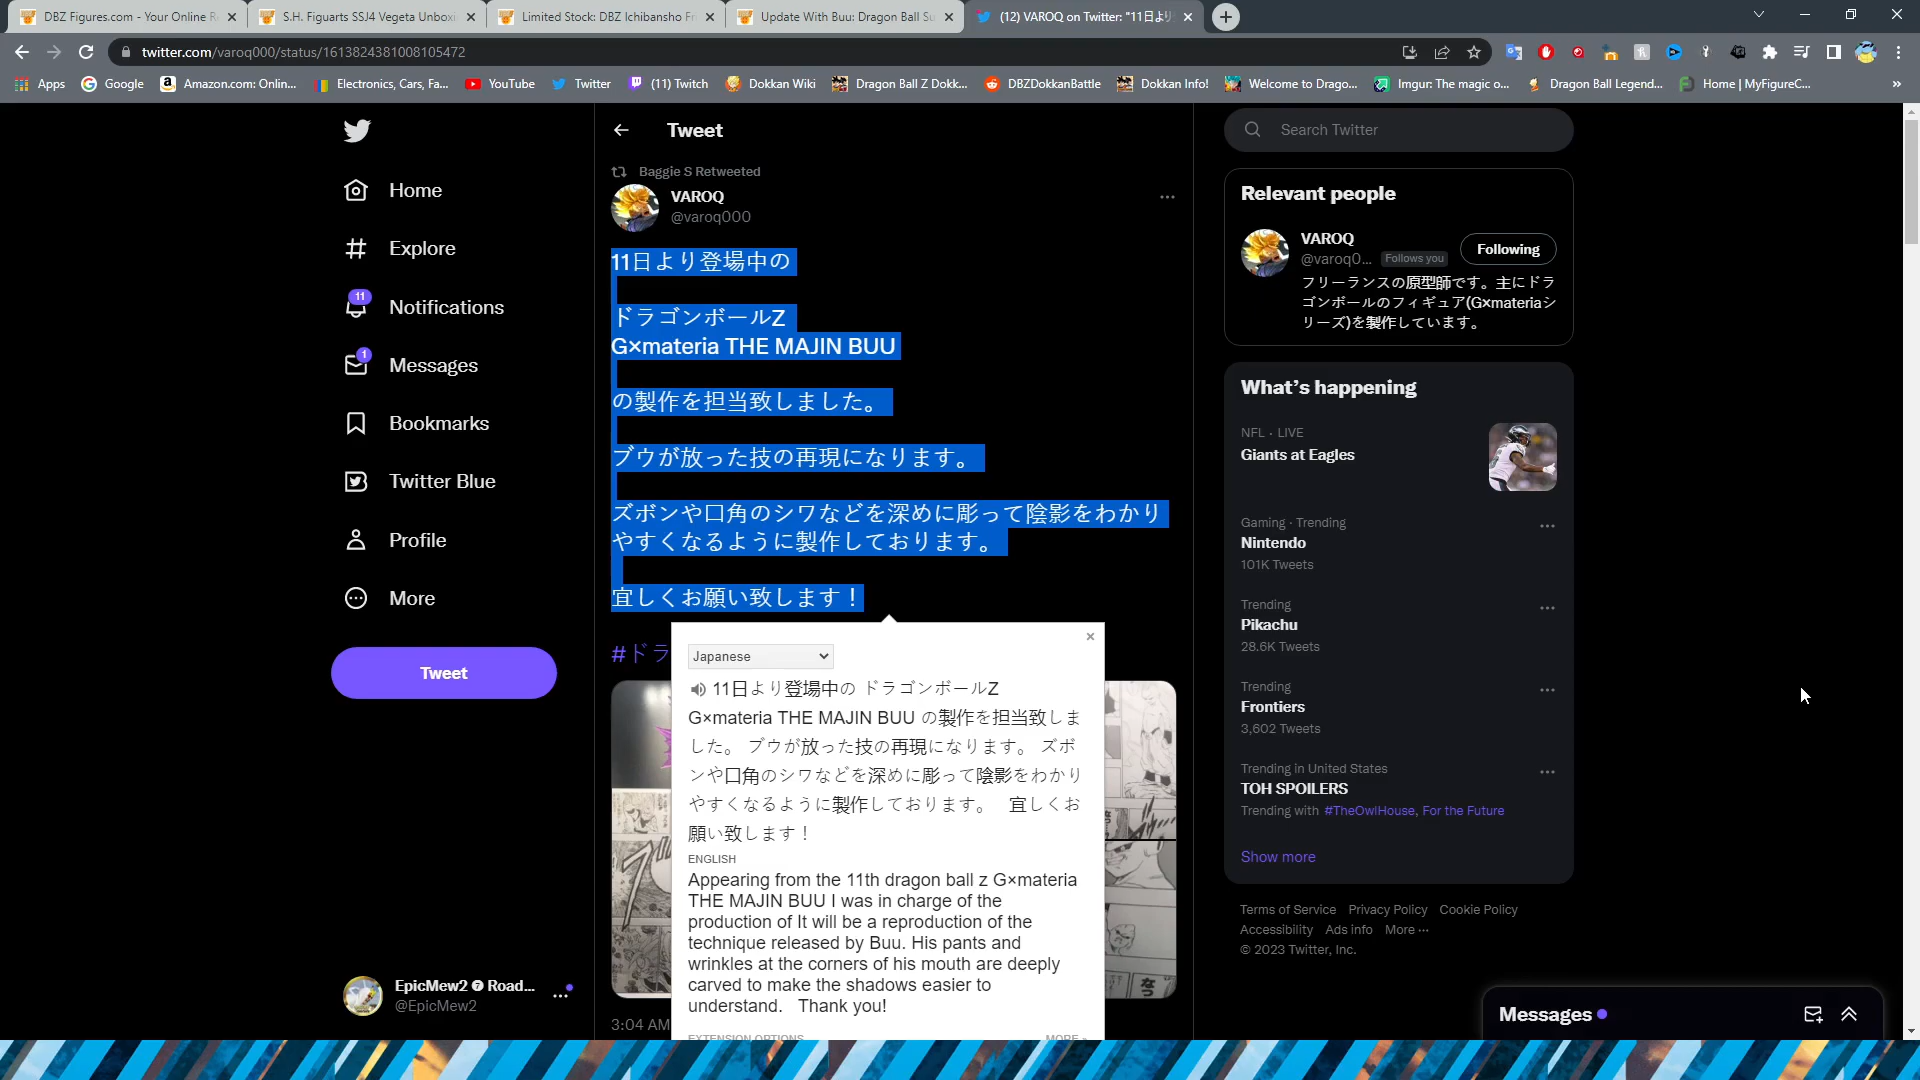 DBZ Figures.com - Your Online R
S.H. Figuarts SSJ4 Vegeta Unboxi
Limited Stock: DBZ Ichibansho Fi
Update With Buu: Dragon Ball Su
(12) VAROQ on Twitter: "11日より
twitter.com/varoq000/status/1613824381008105472
Apps
Google
Amazon.com: Onlin...
Electronics, Cars, Fa...
YouTube
Twitter
(11) Twitch
Dokkan Wiki
Dragon Ball Z Dokk...
DBZDokkanBattle
Dokkan Info!
Welcome to Drago...
Imgur: The magic o...
Dragon Ball Legend...
Home | MyFigureC...
Home
Explore
11
Notifications
1
Messages
Bookmarks
Twitter Blue
Profile
More
Tweet
EpicMew2 Road...
@EpicMew2
Tweet
Baggie S Retweeted
VAROQ
@varoq000
11日より登場中の
ドラゴンボールZ
G×materia THE MAJIN BUU
の製作を担当致しました。
ブウが放った技の再現になります。
ズボンや口角のシワなどを深めに彫って陰影をわかり
やすくなるように製作しております。
宜しくお願い致します！
#ドラ
Japanese
11日より登場中の ドラゴンボールZ
G×materia THE MAJIN BUU の製作を担当致しま
した。 ブウが放った技の再現になります。 ズボ
ンや口角のシワなどを深めに彫って陰影をわかり
やすくなるように製作しております。 宜しくお
願い致します！
ENGLISH
Appearing from the 11th dragon ball z G×materia
THE MAJIN BUU I was in charge of the
production of It will be a reproduction of the
technique released by Buu. His pants and
wrinkles at the corners of his mouth are deeply
carved to make the shadows easier to
understand. Thank you!
EXTENSION OPTIONS
MORE »
3:04 AM
Search Twitter
Relevant people
VAROQ
@varoq0...
Follows you
Following
フリーランスの原型師です。主にドラ
ゴンボールのフィギュア(G×materiaシ
リーズ)を製作しています。
What's happening
NFL · LIVE
Giants at Eagles
Gaming · Trending
Nintendo
101K Tweets
Trending
Pikachu
28.6K Tweets
Trending
Frontiers
3,602 Tweets
Trending in United States
TOH SPOILERS
Trending with #TheOwlHouse, For the Future
Show more
Terms of Service Privacy Policy Cookie Policy
Accessibility Ads info More ···
© 2023 Twitter, Inc.
Messages